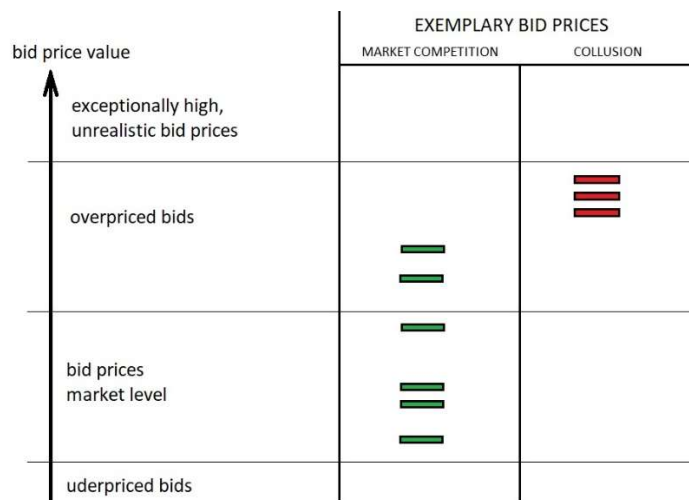 EXEMPLARY BID PRICES
bid price value
MARKET COMPETITION
COLLUSION
exceptionally high,
unrealistic bid prices
overpriced bids
bid prices
market level
uderpriced bids